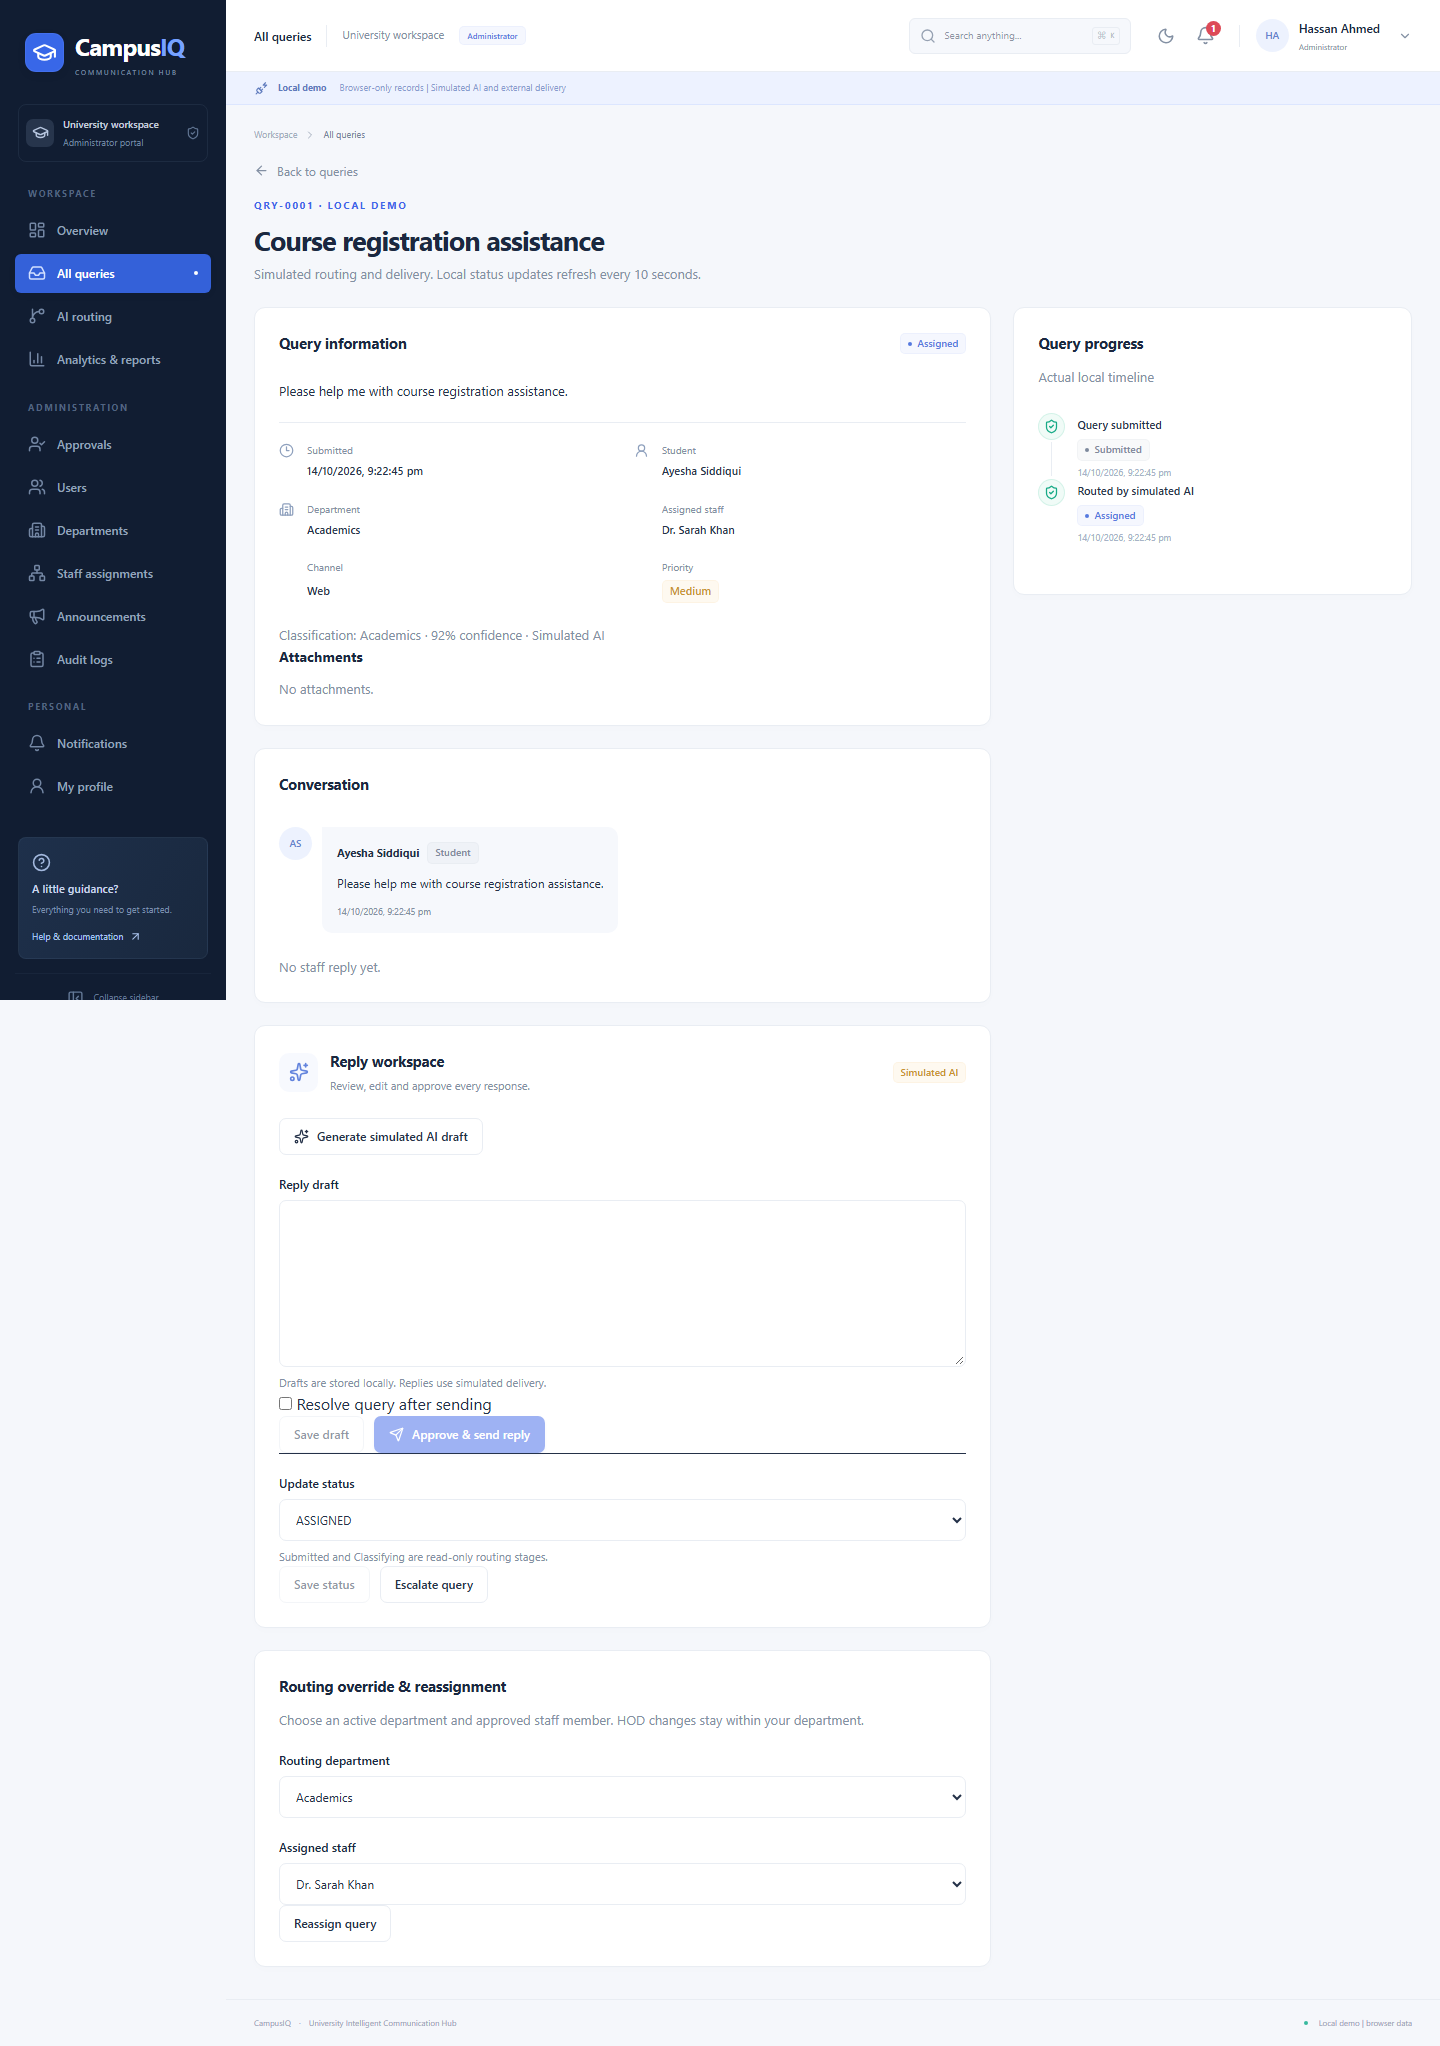 CampusIQ
COMMUNICATION HUB
University workspace
Administrator portal
WORKSPACE
Overview
All queries
AI routing
Analytics & reports
ADMINISTRATION
Approvals
Users
Departments
Staff assignments
Announcements
Audit logs
PERSONAL
Notifications
My profile
A little guidance?
Everything you need to get started.
Help & documentation
Collapse sidebar
All queries University workspace Administrator
Search anything... ⌘ K
1
HA
Hassan Ahmed
Administrator
Local demo Browser-only records | Simulated AI and external delivery
Workspace > All queries
Back to queries
QRY-0001 · LOCAL DEMO
Course registration assistance
Simulated routing and delivery. Local status updates refresh every 10 seconds.
Query information
Assigned
Please help me with course registration assistance.
Submitted
14/10/2026, 9:22:45 pm
Student
Ayesha Siddiqui
Department
Academics
Assigned staff
Dr. Sarah Khan
Channel
Web
Priority
Medium
Classification: Academics · 92% confidence · Simulated AI
Attachments
No attachments.
Query progress
Actual local timeline
Query submitted
Submitted
14/10/2026, 9:22:45 pm
Routed by simulated AI
Assigned
14/10/2026, 9:22:45 pm
Conversation
AS
Ayesha Siddiqui Student
Please help me with course registration assistance.
14/10/2026, 9:22:45 pm
No staff reply yet.
Reply workspace
Review, edit and approve every response.
Simulated AI
Generate simulated AI draft
Reply draft
Drafts are stored locally. Replies use simulated delivery.
Resolve query after sending
Save draft Approve & send reply
Update status
ASSIGNED
Submitted and Classifying are read-only routing stages.
Save status Escalate query
Routing override & reassignment
Choose an active department and approved staff member. HOD changes stay within your department.
Routing department
Academics
Assigned staff
Dr. Sarah Khan
Reassign query
CampusIQ · University Intelligent Communication Hub
Local demo | browser data